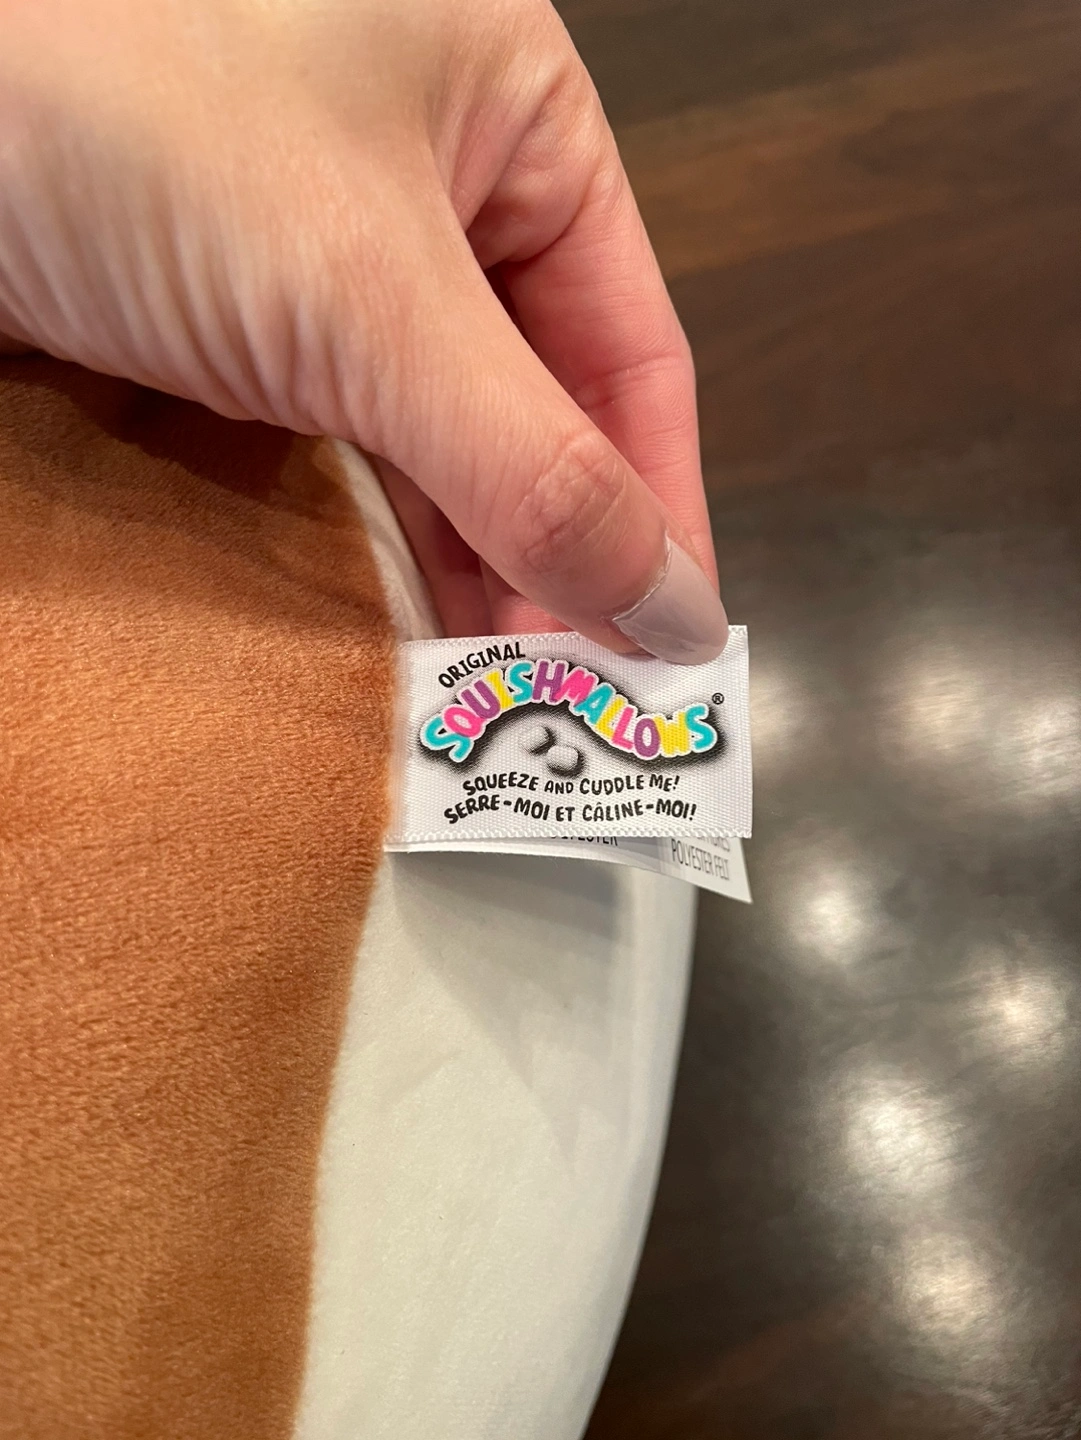 ORIGINAL
SQUISHMALLOWS®
SQUEEZE AND CUDDLE ME!
SERRE-MOI ET CÂLINE-MOI!
POLYESTER FELT